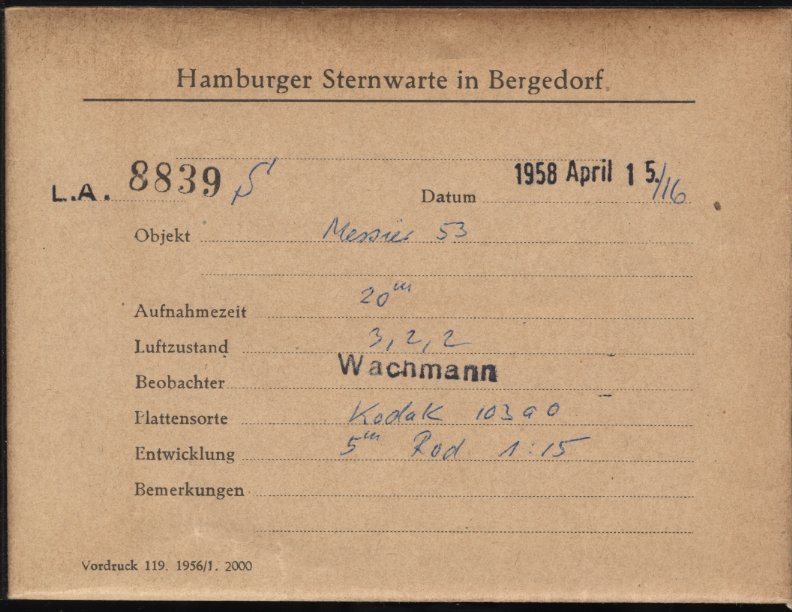 Hamburger Sternwarte in Bergedorf
L.A. 8839 S
Datum 1958 April 15./16
Objekt Messier 53
Aufnahmezeit 20m
Luftzustand 3, 2, 2
Beobachter Wachmann
Plattensorte Kodak 103a0
Entwicklung 5m Rod 1:15
Bemerkungen
Vordruck 119. 1956/1. 2000